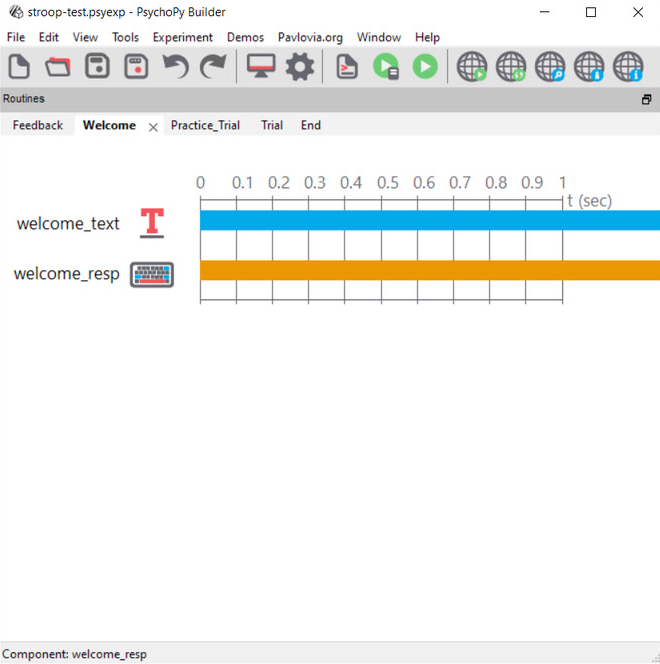 stroop-test.psyexp - PsychoPy Builder
File Edit View Tools Experiment Demos Pavlovia.org Window Help
Routines
Feedback Welcome Practice_Trial Trial End
0 0.1 0.2 0.3 0.4 0.5 0.6 0.7 0.8 0.9 1
t (sec)
welcome_text
welcome_resp
Component: welcome_resp